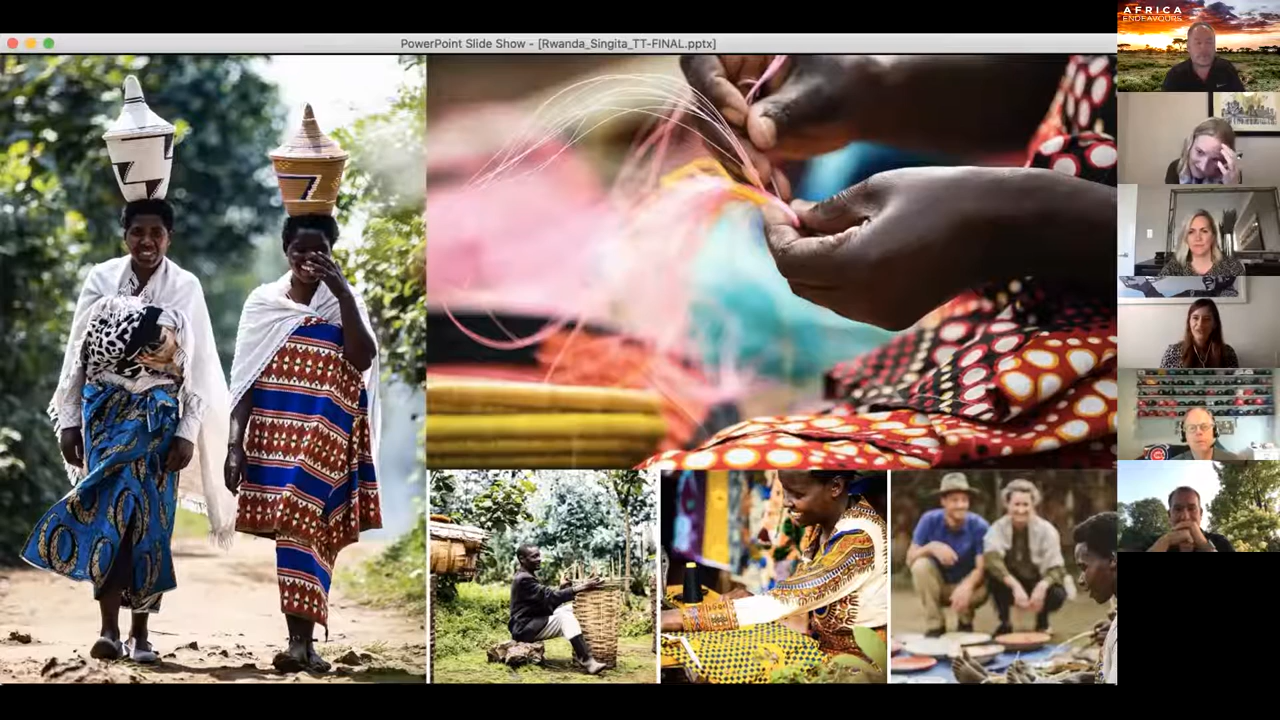 PowerPoint Slide Show - [Rwanda_Singita_TT-FINAL.pptx]
AFRICA
ENDEAVOURS